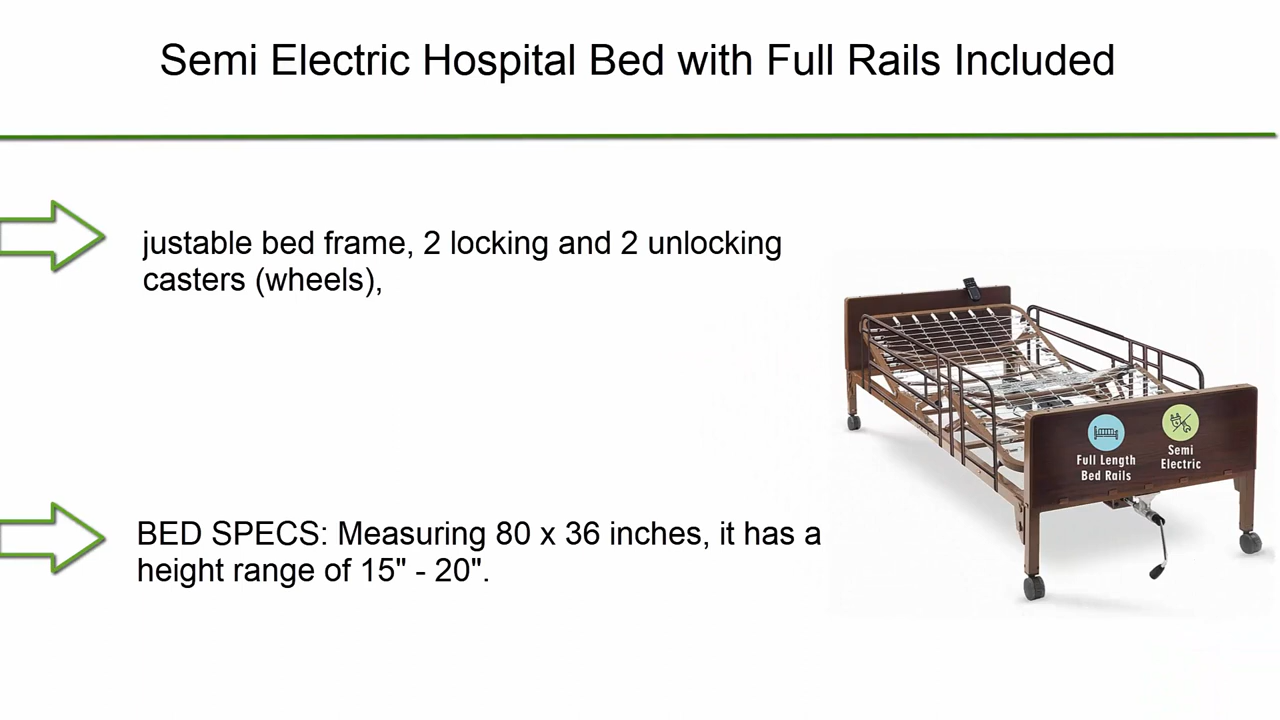 Semi Electric Hospital Bed with Full Rails Included
justable bed frame, 2 locking and 2 unlocking
casters (wheels),
Full Length
Bed Rails
Semi
Electric
BED SPECS: Measuring 80 x 36 inches, it has a
height range of 15" - 20".